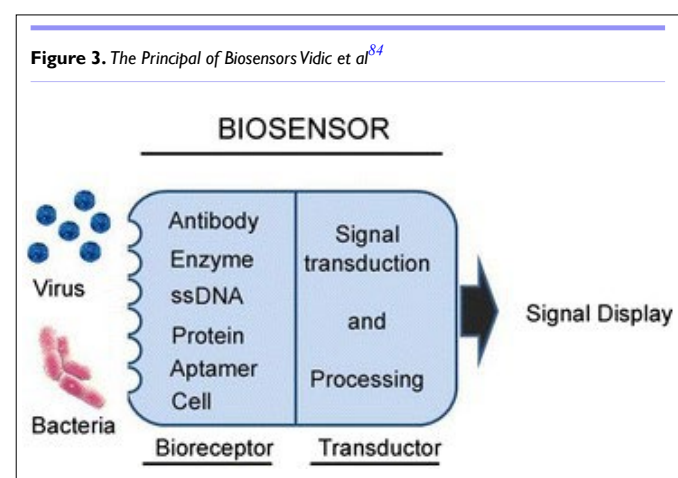 Figure 3. The Principal of Biosensors Vidic et al84
BIOSENSOR
Virus
Bacteria
Antibody
Enzyme
ssDNA
Protein
Aptamer
Cell
Signal
transduction
and
Processing
Signal Display
Bioreceptor
Transductor